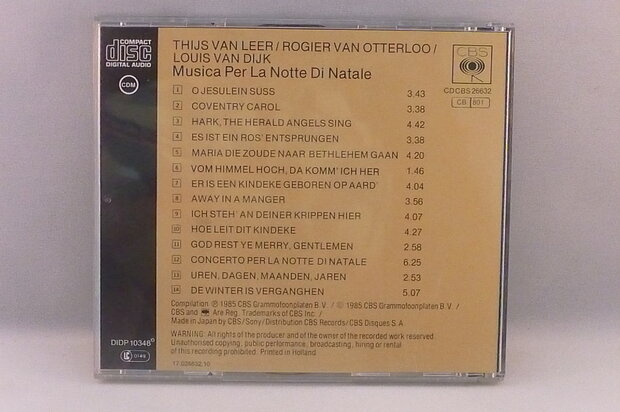 COMPACT
disc
DIGITAL AUDIO
CDM
THIJS VAN LEER / ROGIER VAN OTTERLOO /
LOUIS VAN DIJK
Musica Per La Notte Di Natale
CBS
CDCBS 26632
CB 801
1 O JESULEIN SUSS 3.43
2 COVENTRY CAROL 3.38
3 HARK, THE HERALD ANGELS SING 4.42
4 ES IST EIN ROS' ENTSPRUNGEN 3.38
5 MARIA DIE ZOUDE NAAR BETHLEHEM GAAN 4.20
6 VOM HIMMEL HOCH, DA KOMM' ICH HER 1.46
7 ER IS EEN KINDEKE GEBOREN OP AARD' 4.04
8 AWAY IN A MANGER 3.56
9 ICH STEH' AN DEINER KRIPPEN HIER 4.07
10 HOE LEIT DIT KINDEKE 4.27
11 GOD REST YE MERRY, GENTLEMEN 2.58
12 CONCERTO PER LA NOTTE DI NATALE 6.25
13 UREN, DAGEN, MAANDEN, JAREN 2.53
14 DE WINTER IS VERGANGHEN 5.07
Compilation ℗ 1985 CBS Grammofoonplaten B.V. / © 1985 CBS Grammofoonplaten B.V. /
CBS and Are Reg. Trademarks of CBS Inc. /
Made in Japan by CBS/Sony/Distribution CBS Records/CBS Disques S.A.
WARNING: All rights of the producer and of the owner of the work reserved.
Unauthorised copying, public performance, broadcasting, hiring or rental
of this recording prohibited. Printed in Holland.
DIDP 10346
17.026632.10